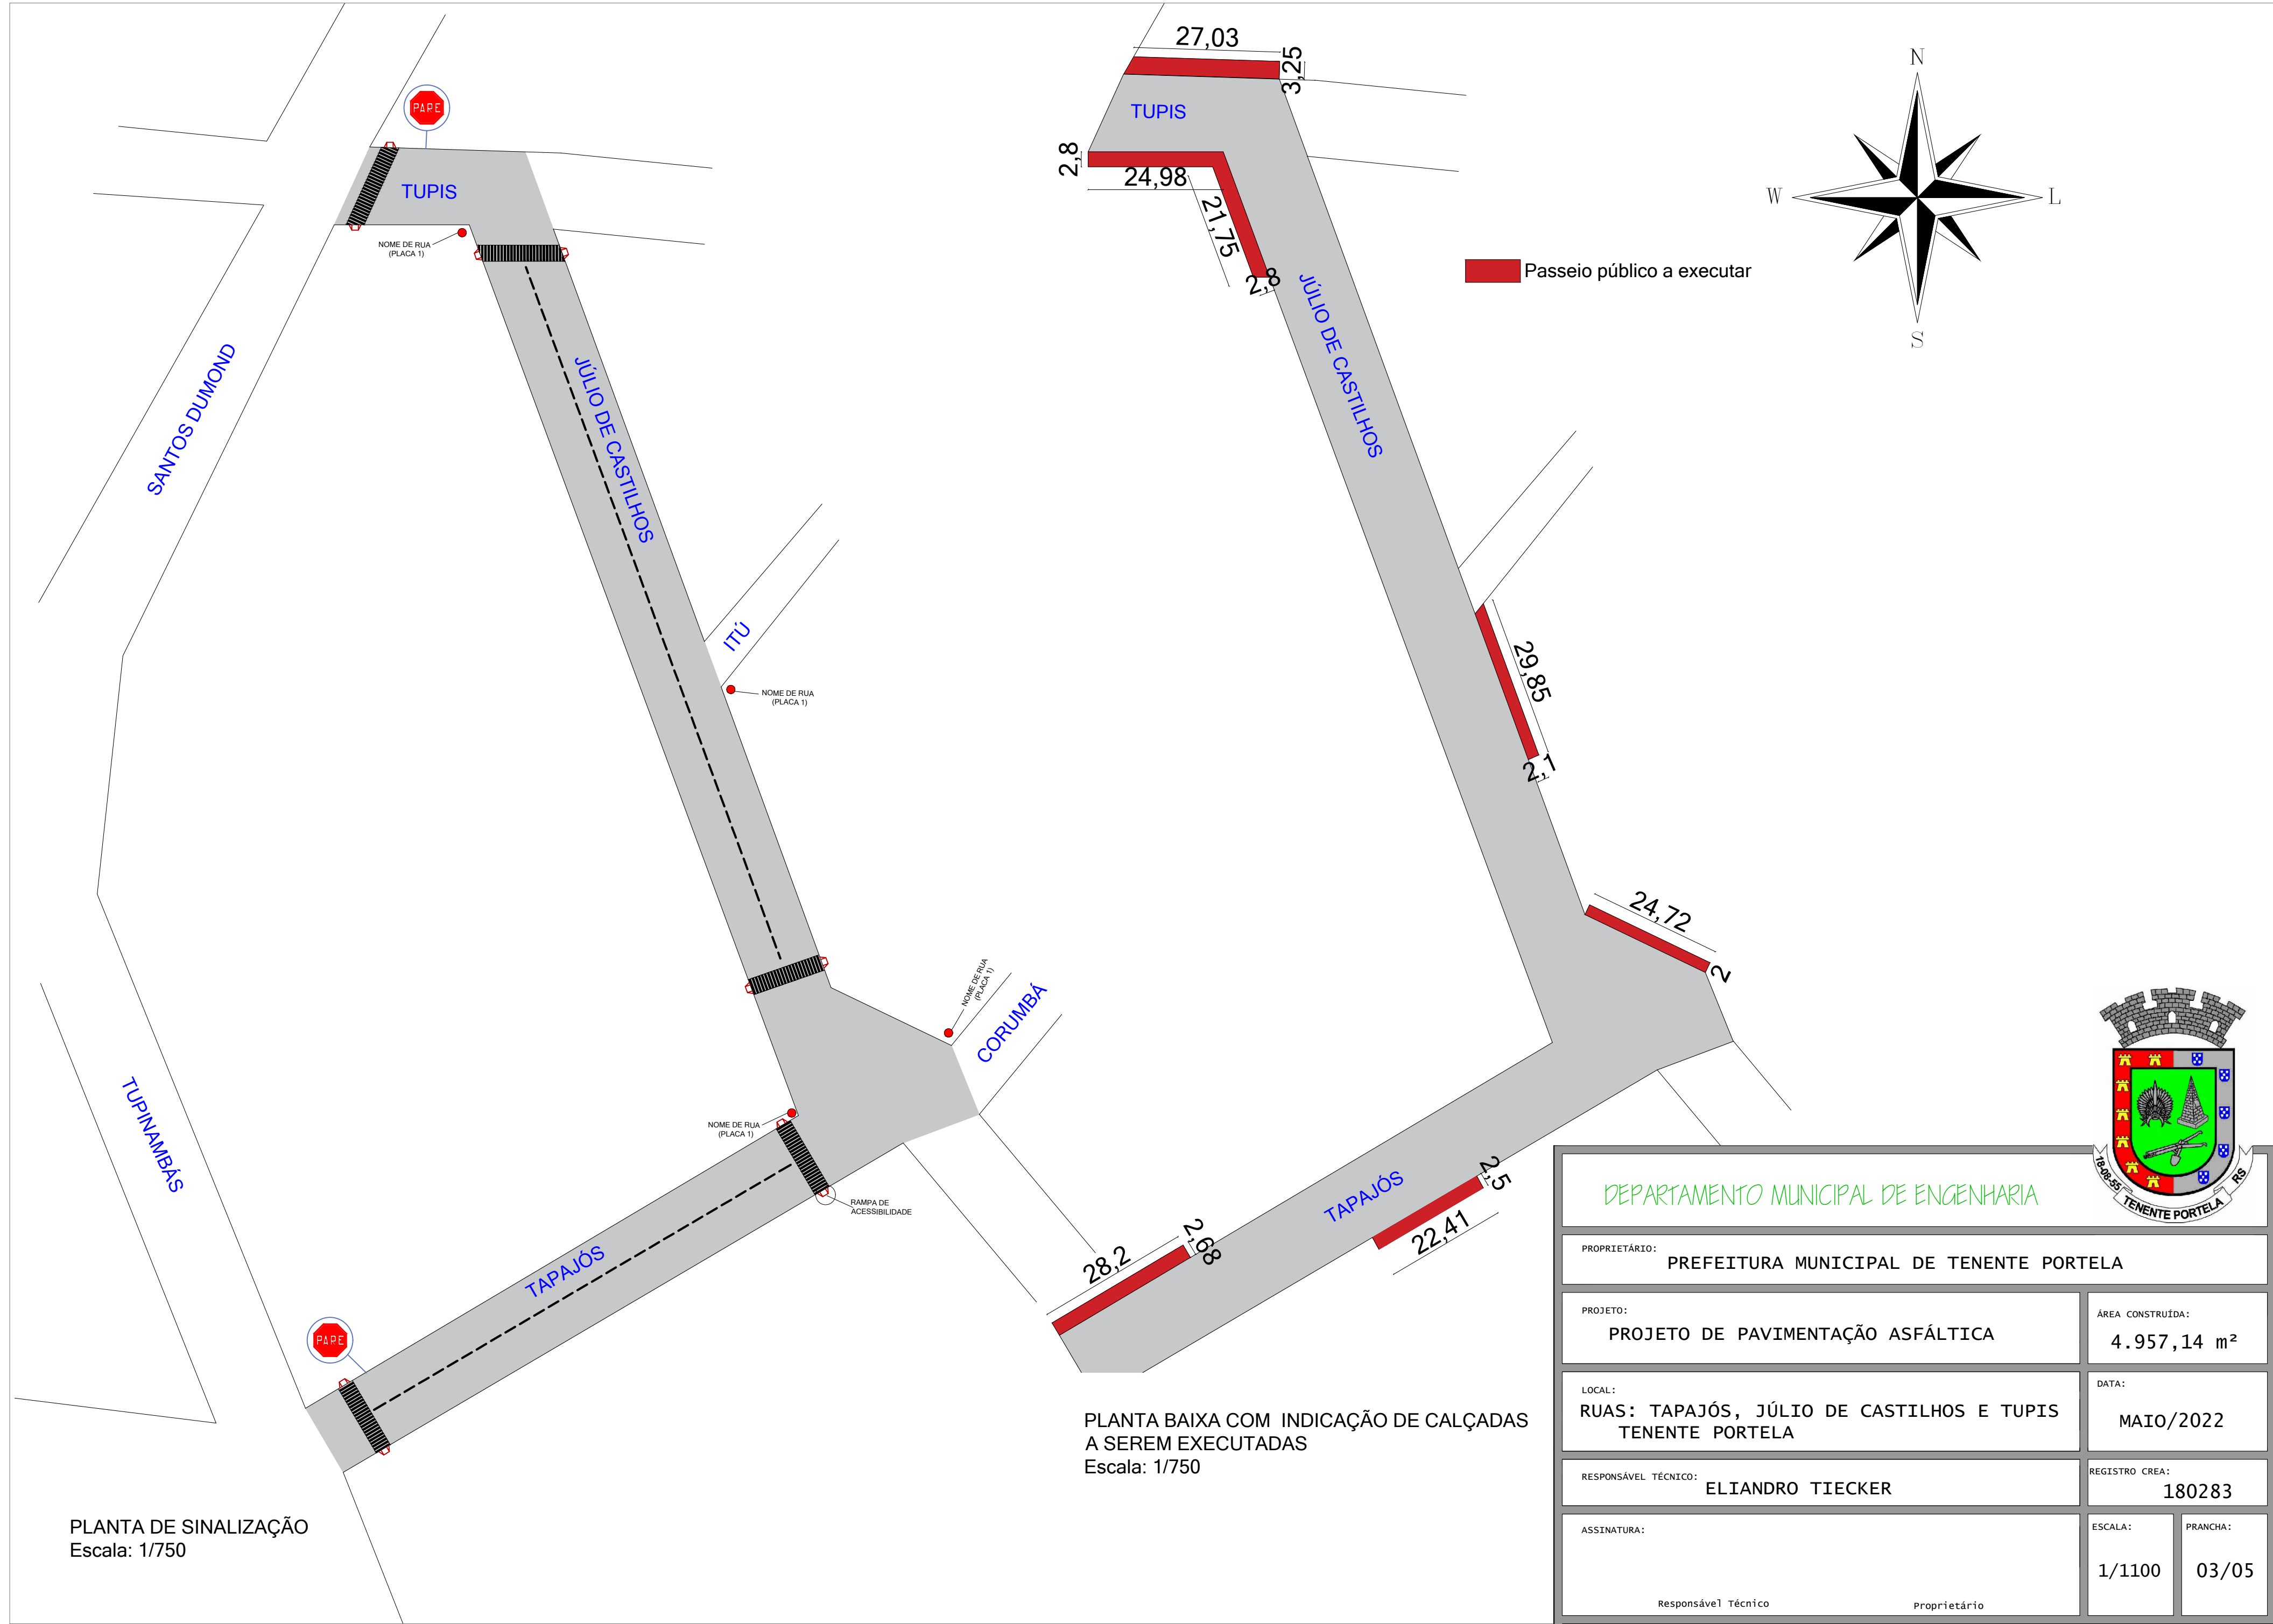 PARE
TUPIS
NOME DE RUA
(PLACA 1)
SANTOS DUMOND
JÚLIO DE CASTILHOS
ITÚ
NOME DE RUA
(PLACA 1)
NOME DE RUA
(PLACA 1)
CORUMBÁ
TUPINAMBÁS
NOME DE RUA
(PLACA 1)
RAMPA DE
ACESSIBILIDADE
TAPAJÓS
PARE
PLANTA DE SINALIZAÇÃO
Escala: 1/750
27,03
3,25
TUPIS
2,8
24,98
21,75
2,8
JÚLIO DE CASTILHOS
29,85
2,1
24,72
2
TAPAJÓS
2,5
22,41
28,2
2,68
PLANTA BAIXA COM INDICAÇÃO DE CALÇADAS
A SEREM EXECUTADAS
Escala: 1/750
N
W
L
S
Passeio público a executar
18-08-55
TENENTE PORTELA
RS
DEPARTAMENTO MUNICIPAL DE ENGENHARIA
PROPRIETÁRIO:
PREFEITURA MUNICIPAL DE TENENTE PORTELA
PROJETO:
PROJETO DE PAVIMENTAÇÃO ASFÁLTICA
ÁREA CONSTRUÍDA:
4.957,14 m²
LOCAL:
RUAS: TAPAJÓS, JÚLIO DE CASTILHOS E TUPIS
TENENTE PORTELA
DATA:
MAIO/2022
RESPONSÁVEL TÉCNICO:
ELIANDRO TIECKER
REGISTRO CREA:
180283
ASSINATURA:
Responsável Técnico
Proprietário
ESCALA:
1/1100
PRANCHA:
03/05